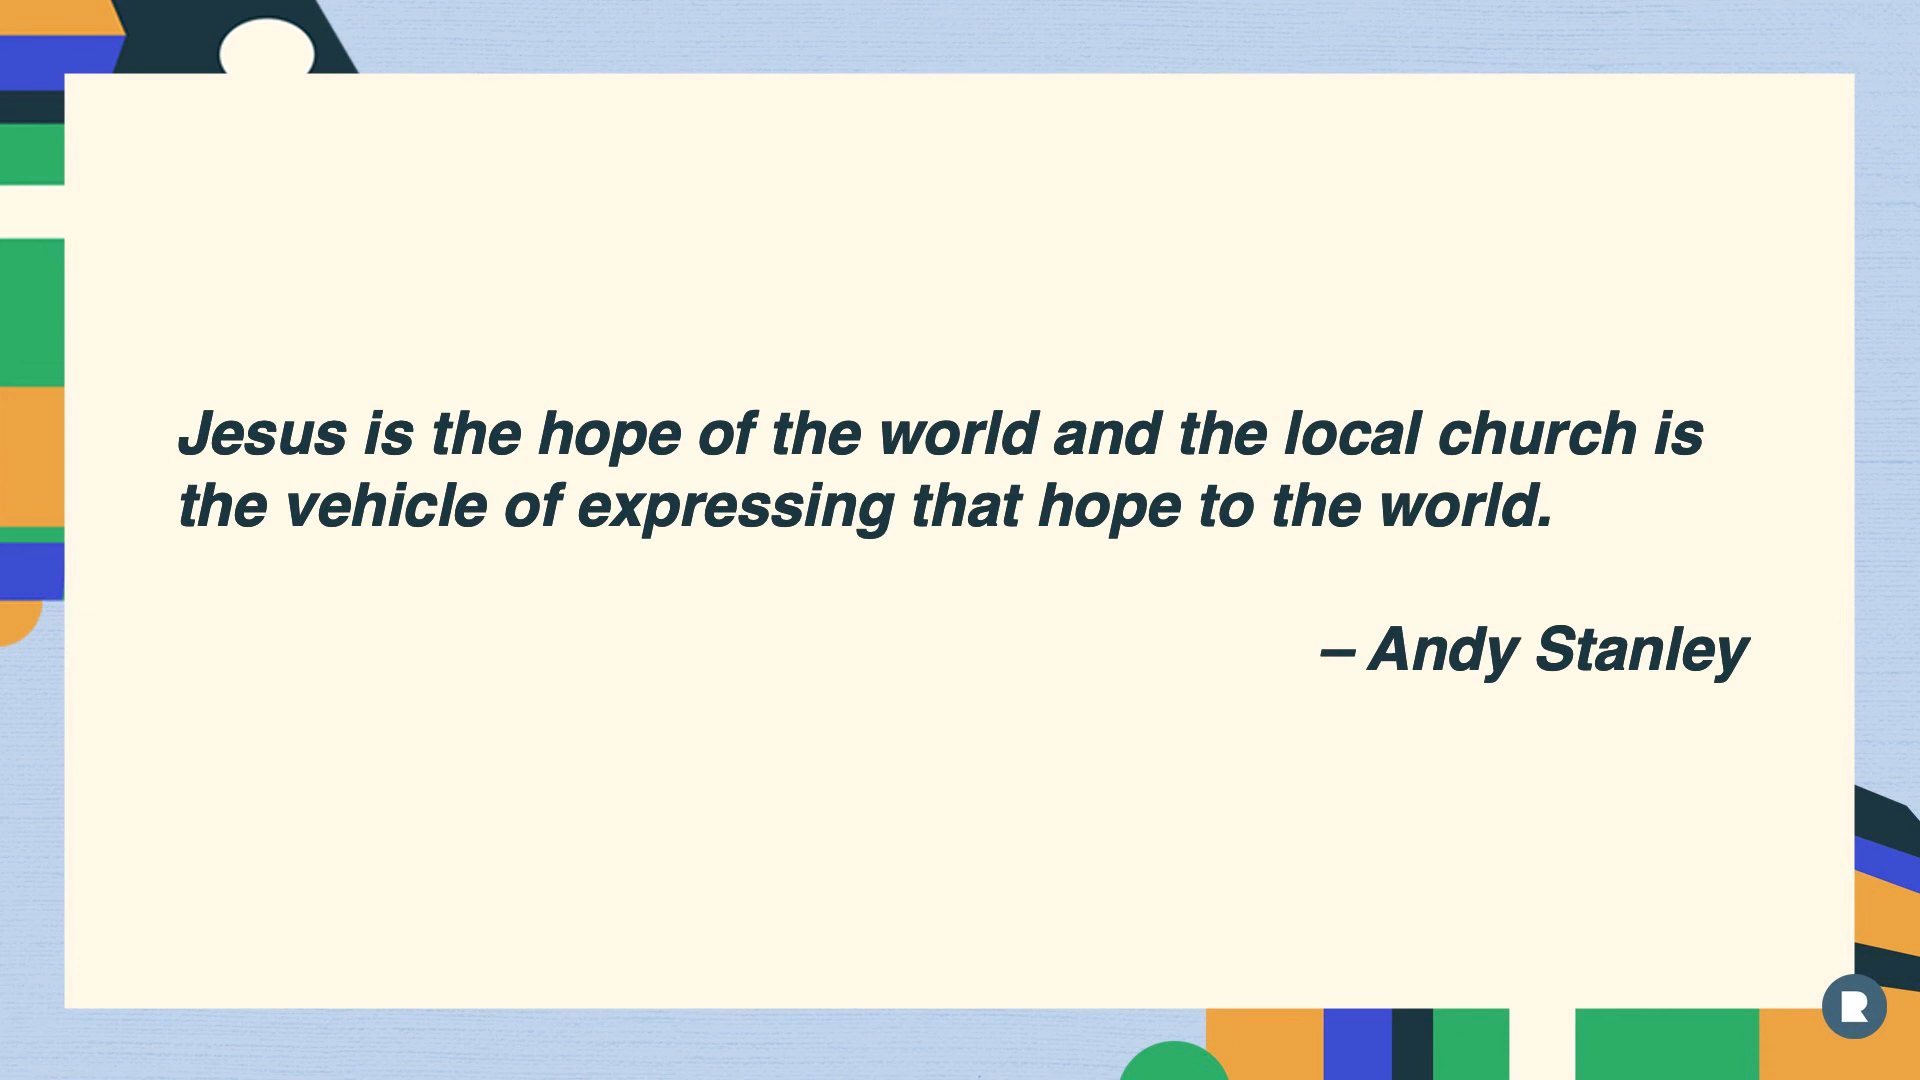 Jesus is the hope of the world and the local church is
the vehicle of expressing that hope to the world.
– Andy Stanley
R